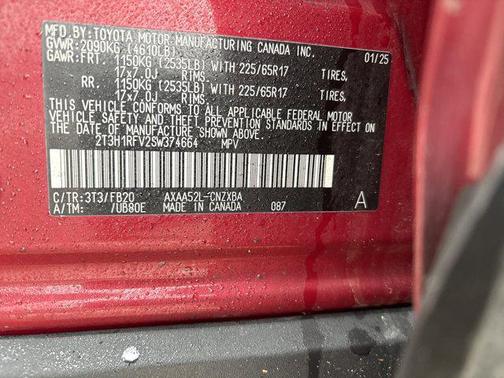 MFD.BY:TOYOTA MOTOR MANUFACTURING CANADA INC.
GVWR: 2090KG (4610LB) 01/25
GAWR:FRT. 1150KG (2535LB) WITH 225/65R17 TIRES,
17x7.0J RIMS.
RR. 1150KG (2535LB) WITH 225/65R17 TIRES,
17x7.0J RIMS.
THIS VEHICLE CONFORMS TO ALL APPLICABLE FEDERAL MOTOR
VEHICLE SAFETY AND THEFT PREVENTION STANDARDS IN EFFECT
ON THE DATE OF MANUFACTURE SHOWN ABOVE.
2T3H1RFV2SW374664 MPV
C/TR:3T3/FB20 AXAA52L-CNZXBA
A/TM: /UB80E MADE IN CANADA 087 A